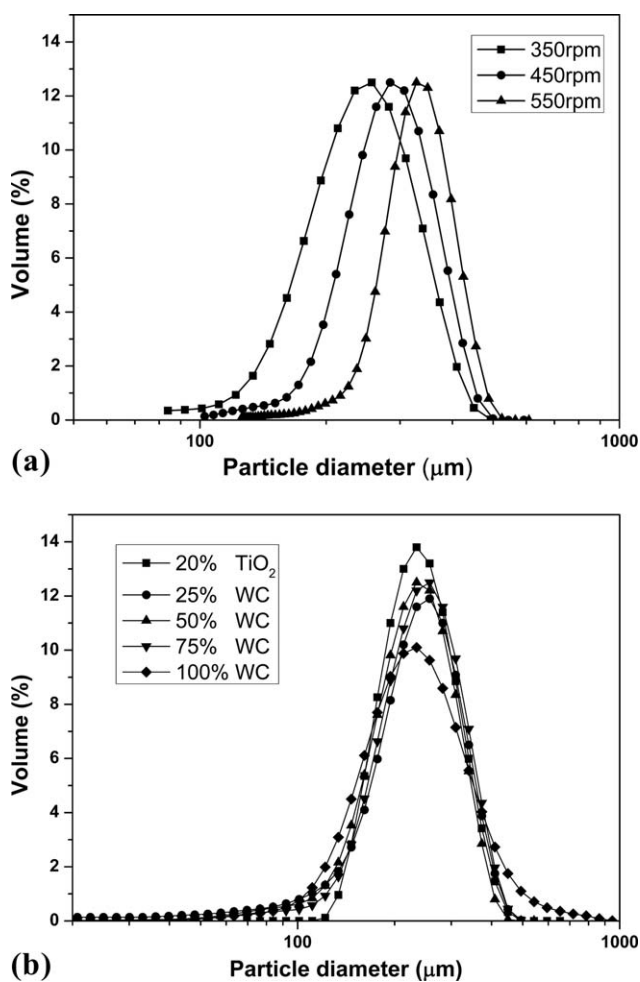 14
12
10
8
6
4
2
0
Volume (%)
350rpm
450rpm
550rpm
100
1000
Particle diameter (μm)
(a)
14
12
10
8
6
4
2
0
Volume (%)
20% TiO₂
25% WC
50% WC
75% WC
100% WC
100
1000
Particle diameter (μm)
(b)